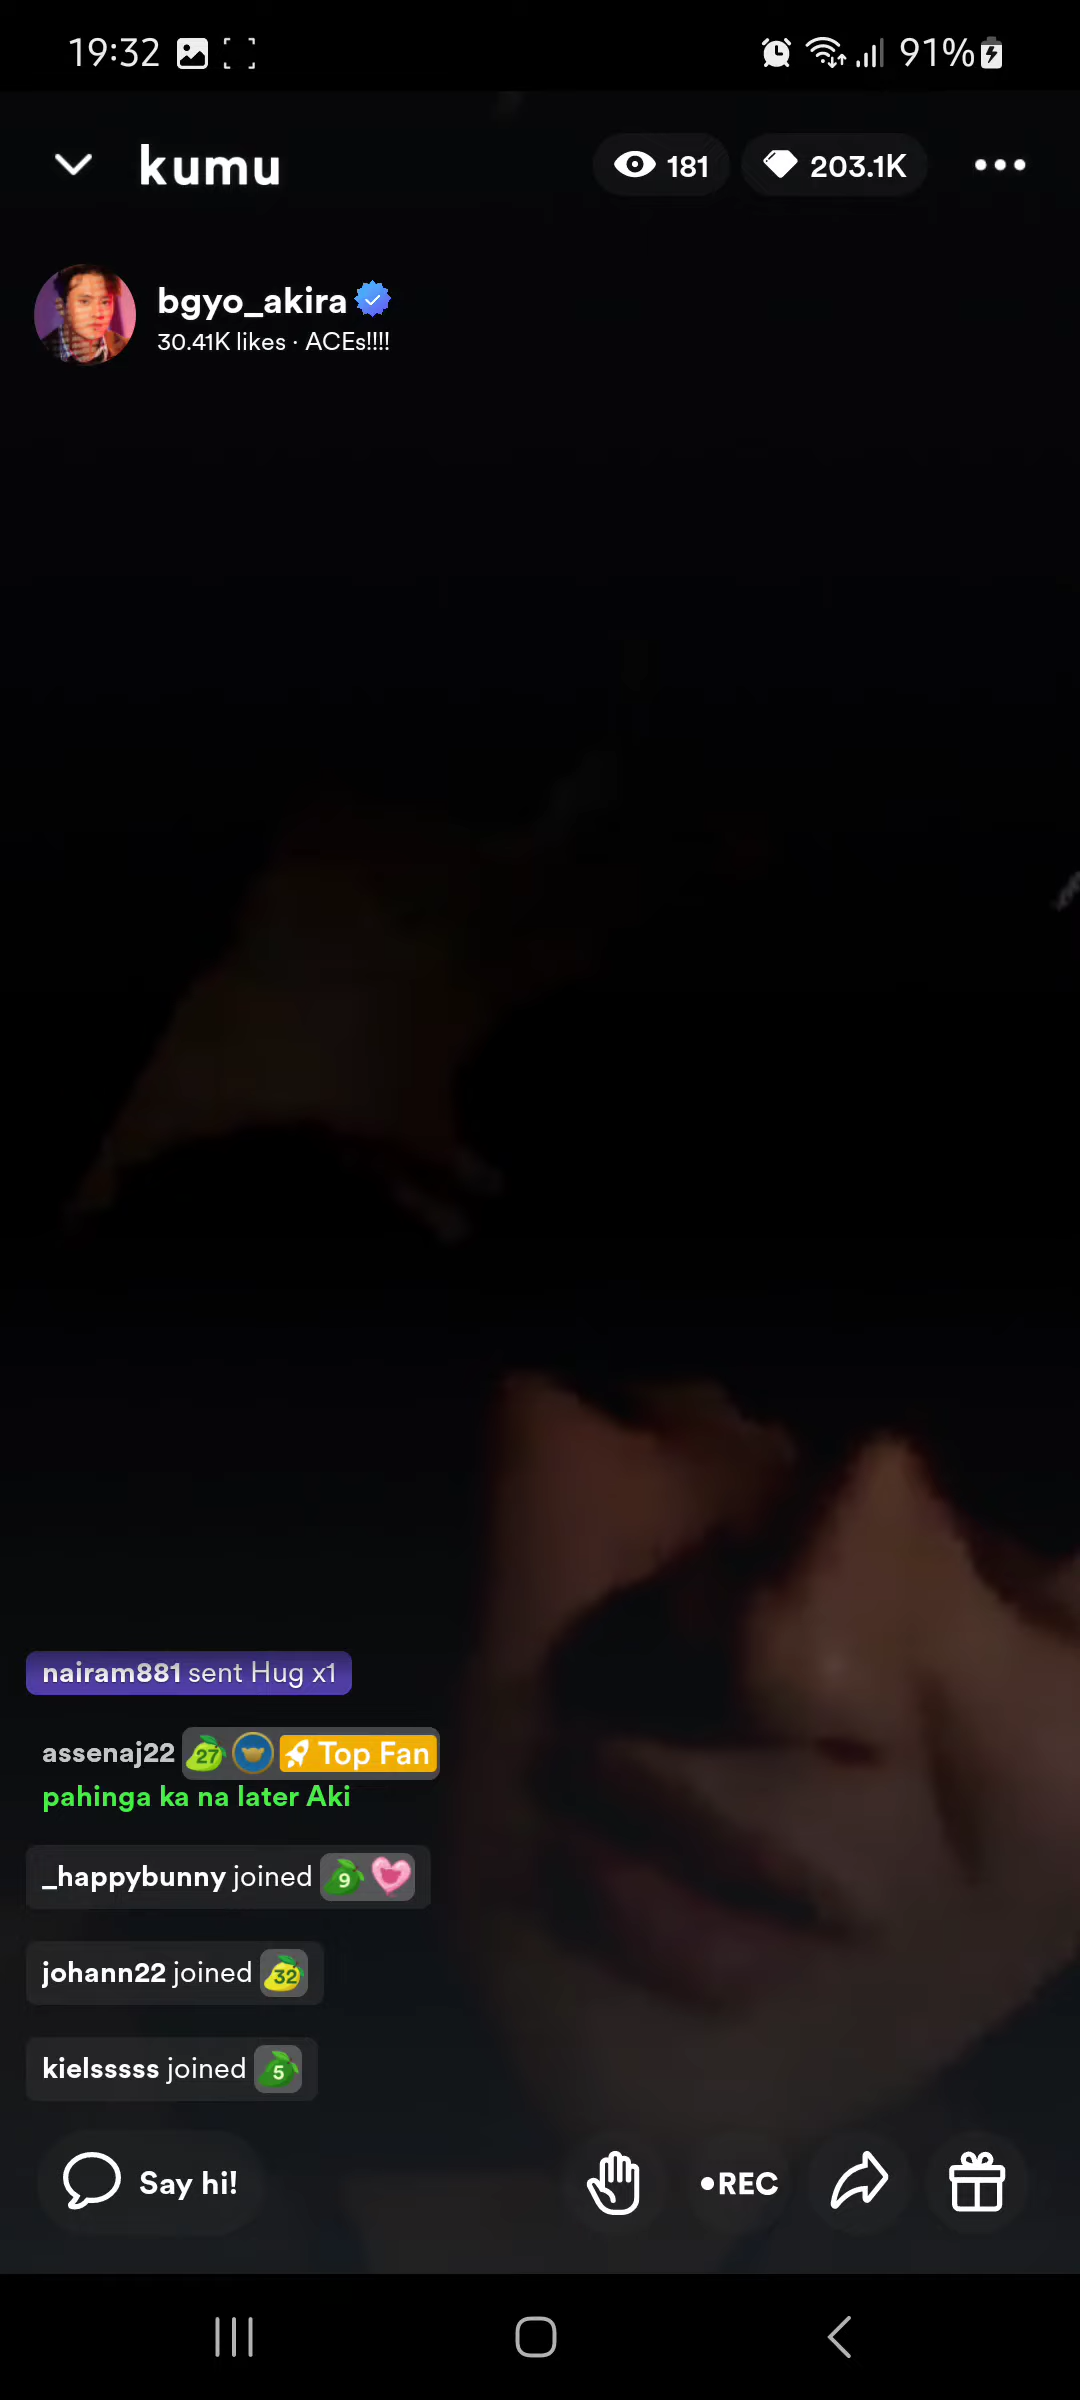 19:32 91%
kumu 181 203.1K
bgyo_akira
30.41K likes · ACEs!!!!
nairam881 sent Hug x1
assenaj22 27 Top Fan
pahinga ka na later Aki
_happybunny joined 9
johann22 joined 32
kielsssss joined 5
Say hi! •REC